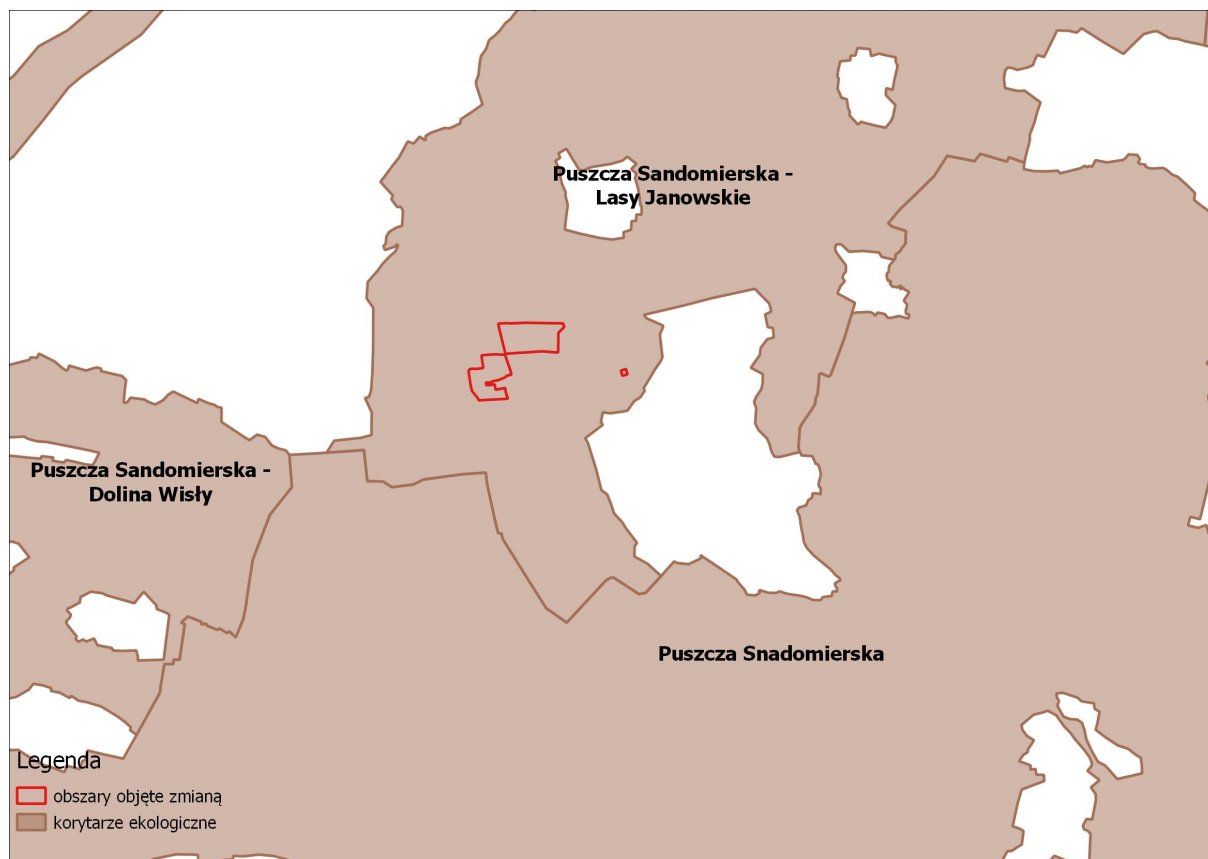 Puszcza Sandomierska -
Lasy Janowskie
Puszcza Sandomierska -
Dolina Wisły
Puszcza Snadomierska
Legenda
obszary objęte zmianą
korytarze ekologiczne